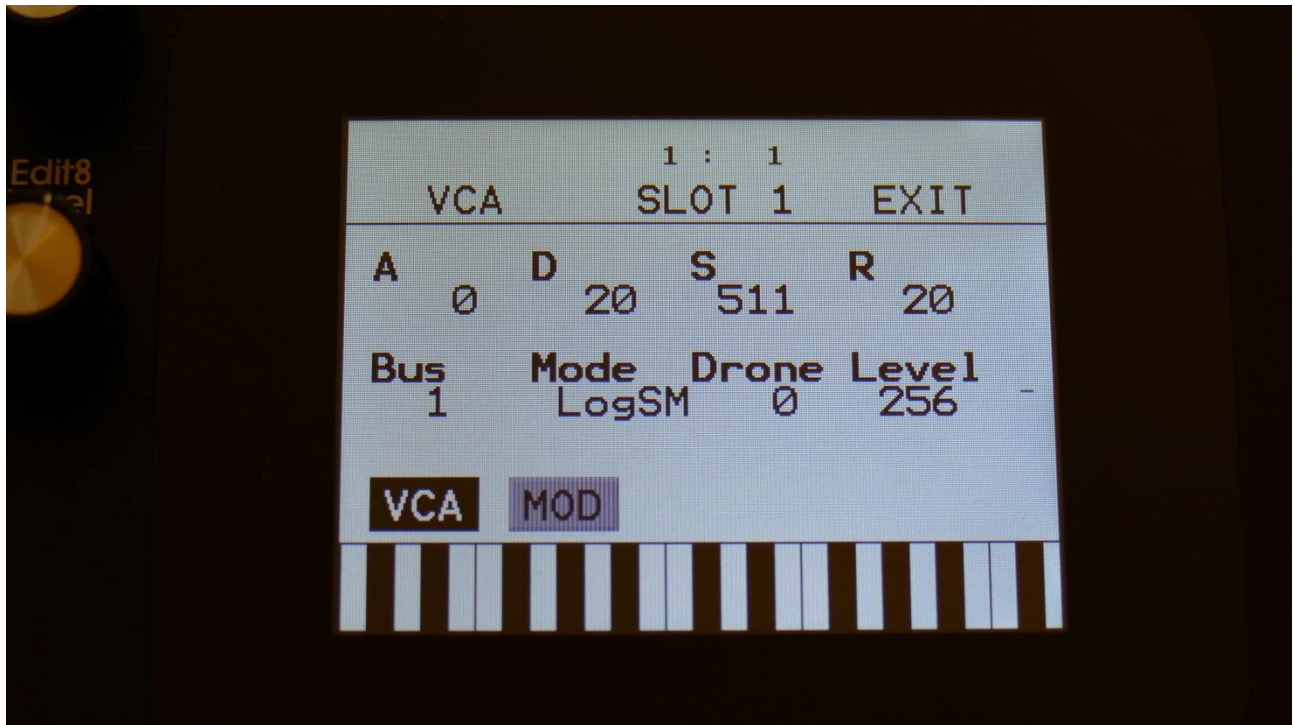 Edit8
1 : 1
VCA SLOT 1 EXIT
A D S R
0 20 511 20
Bus Mode Drone Level
1 LogSM 0 256
VCA MOD